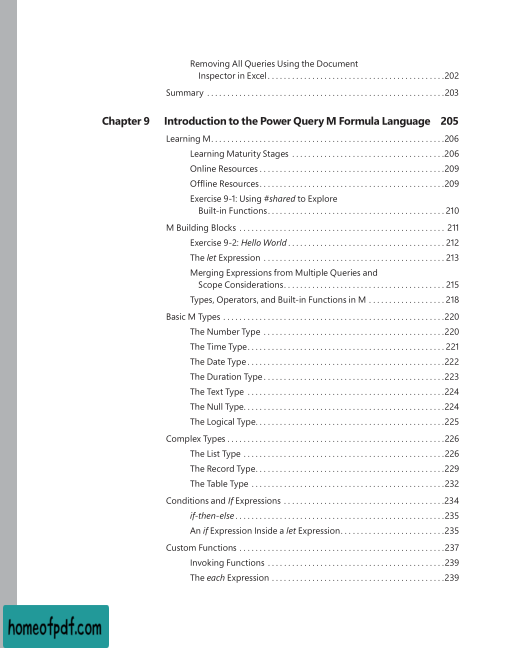 Removing All Queries Using the Document
Inspector in Excel. . . . . . . . . . . . . . . . . . . . . . . . . . . . . . . . . . . . . . . . . . .202
Summary . . . . . . . . . . . . . . . . . . . . . . . . . . . . . . . . . . . . . . . . . . . . . . . . . . . . . . . . .203
Chapter 9 Introduction to the Power Query M Formula Language 205
Learning M. . . . . . . . . . . . . . . . . . . . . . . . . . . . . . . . . . . . . . . . . . . . . . . . . . . . . . . .206
Learning Maturity Stages . . . . . . . . . . . . . . . . . . . . . . . . . . . . . . . . . . . . .206
Online Resources. . . . . . . . . . . . . . . . . . . . . . . . . . . . . . . . . . . . . . . . . . . . .209
Offline Resources. . . . . . . . . . . . . . . . . . . . . . . . . . . . . . . . . . . . . . . . . . . . .209
Exercise 9-1: Using #shared to Explore
Built-in Functions. . . . . . . . . . . . . . . . . . . . . . . . . . . . . . . . . . . . . . . . . . . 210
M Building Blocks . . . . . . . . . . . . . . . . . . . . . . . . . . . . . . . . . . . . . . . . . . . . . . . . . . 211
Exercise 9-2: Hello World . . . . . . . . . . . . . . . . . . . . . . . . . . . . . . . . . . . . . . 212
The let Expression . . . . . . . . . . . . . . . . . . . . . . . . . . . . . . . . . . . . . . . . . . . . 213
Merging Expressions from Multiple Queries and
Scope Considerations. . . . . . . . . . . . . . . . . . . . . . . . . . . . . . . . . . . . . . . 215
Types, Operators, and Built-in Functions in M . . . . . . . . . . . . . . . . . . . 218
Basic M Types . . . . . . . . . . . . . . . . . . . . . . . . . . . . . . . . . . . . . . . . . . . . . . . . . . . . . .220
The Number Type . . . . . . . . . . . . . . . . . . . . . . . . . . . . . . . . . . . . . . . . . . . .220
The Time Type. . . . . . . . . . . . . . . . . . . . . . . . . . . . . . . . . . . . . . . . . . . . . . . .221
The Date Type. . . . . . . . . . . . . . . . . . . . . . . . . . . . . . . . . . . . . . . . . . . . . . . .222
The Duration Type. . . . . . . . . . . . . . . . . . . . . . . . . . . . . . . . . . . . . . . . . . . .223
The Text Type . . . . . . . . . . . . . . . . . . . . . . . . . . . . . . . . . . . . . . . . . . . . . . . .224
The Null Type. . . . . . . . . . . . . . . . . . . . . . . . . . . . . . . . . . . . . . . . . . . . . . . . .224
The Logical Type. . . . . . . . . . . . . . . . . . . . . . . . . . . . . . . . . . . . . . . . . . . . . .225
Complex Types . . . . . . . . . . . . . . . . . . . . . . . . . . . . . . . . . . . . . . . . . . . . . . . . . . . . .226
The List Type . . . . . . . . . . . . . . . . . . . . . . . . . . . . . . . . . . . . . . . . . . . . . . . . .226
The Record Type. . . . . . . . . . . . . . . . . . . . . . . . . . . . . . . . . . . . . . . . . . . . . .229
The Table Type . . . . . . . . . . . . . . . . . . . . . . . . . . . . . . . . . . . . . . . . . . . . . . .232
Conditions and If Expressions . . . . . . . . . . . . . . . . . . . . . . . . . . . . . . . . . . . . . . .234
if-then-else. . . . . . . . . . . . . . . . . . . . . . . . . . . . . . . . . . . . . . . . . . . . . . . . . . .235
An if Expression Inside a let Expression. . . . . . . . . . . . . . . . . . . . . . . . . .235
Custom Functions . . . . . . . . . . . . . . . . . . . . . . . . . . . . . . . . . . . . . . . . . . . . . . . . . .237
Invoking Functions . . . . . . . . . . . . . . . . . . . . . . . . . . . . . . . . . . . . . . . . . . .239
The each Expression . . . . . . . . . . . . . . . . . . . . . . . . . . . . . . . . . . . . . . . . . .239
homeofpdf.com